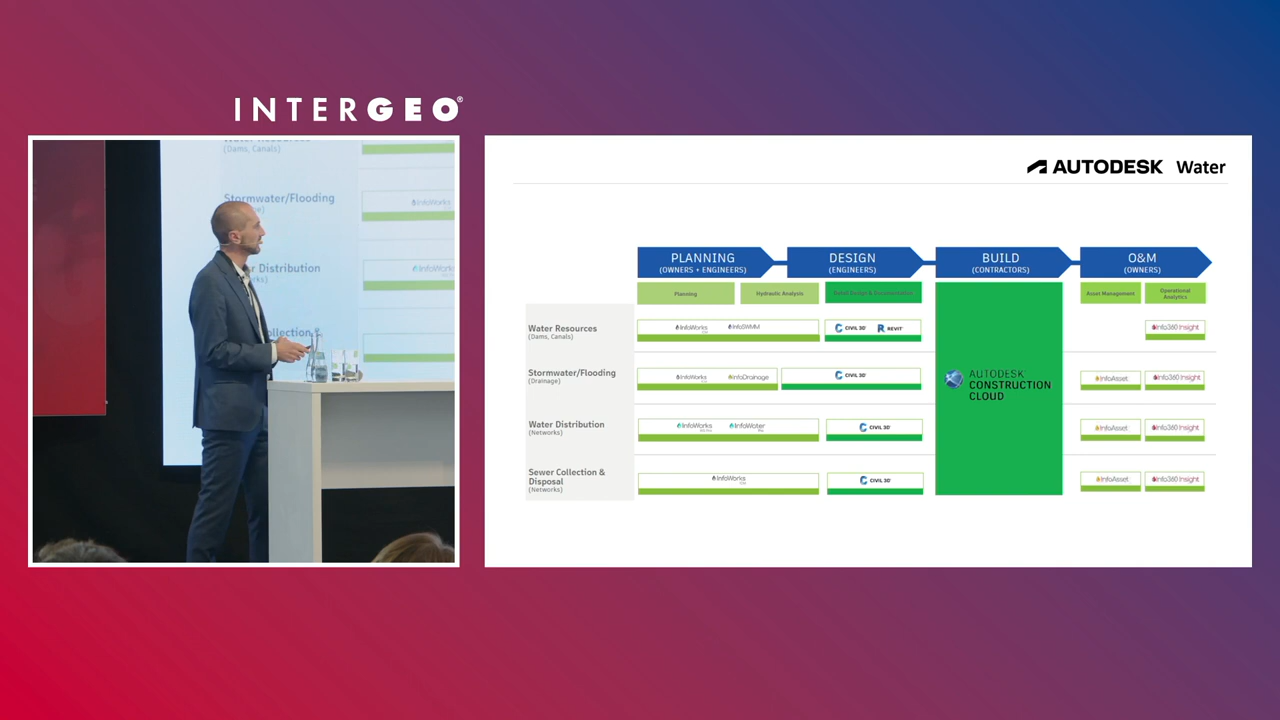 INTERGEO®
Stormwater/Flooding
InfoWorks
Distribution
AUTODESK Water
PLANNING
(OWNERS + ENGINEERS)
DESIGN
(ENGINEERS)
BUILD
(CONTRACTORS)
O&M
(OWNERS)
Planning
Hydraulic Analysis
Asset Management
Operational
Analytics
Water Resources
(Dams, Canals)
InfoWorks
InfoSWMM
CIVIL 3D
REVIT
Info360 Insight
Stormwater/Flooding
(Drainage)
InfoWorks
InfoDrainage
CIVIL 3D
InfoAsset
Info360 Insight
AUTODESK
CONSTRUCTION
CLOUD
Water Distribution
(Networks)
InfoWorks
InfoWater
CIVIL 3D
InfoAsset
Info360 Insight
Sewer Collection &
Disposal
(Networks)
InfoWorks
CIVIL 3D
InfoAsset
Info360 Insight